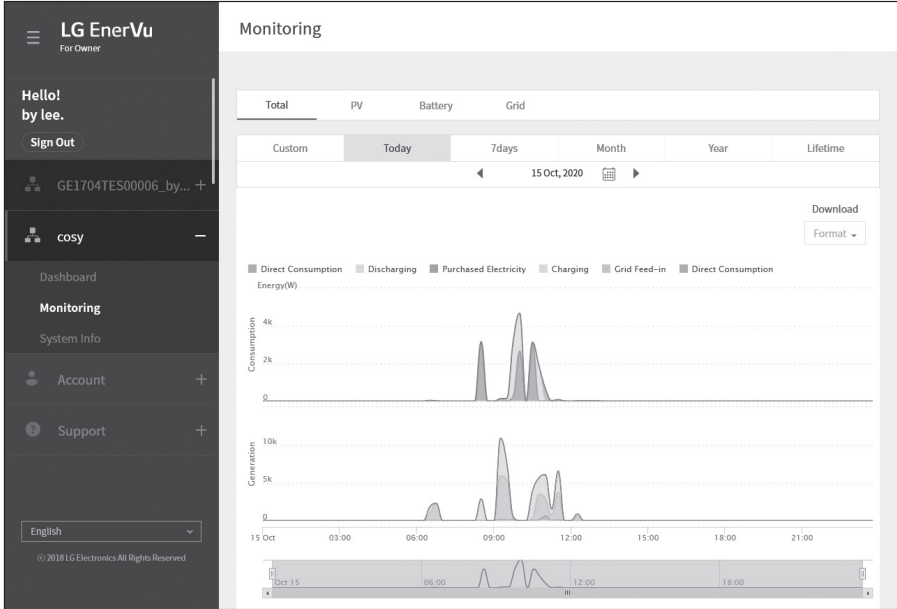 LG EnerVu
For Owner
Hello!
by lee.
Sign Out
GE1704TES00006_by... +
cosy −
Dashboard
Monitoring
System Info
Account +
Support +
English
© 2018 LG Electronics All Rights Reserved
Monitoring
Total PV Battery Grid
Custom Today 7days Month Year Lifetime
15 Oct, 2020
Download
Format
Direct Consumption Discharging Purchased Electricity Charging Grid Feed-in Direct Consumption
Energy(W)
Consumption
4k
2k
0
Generation
10k
5k
0
15 Oct 03:00 06:00 09:00 12:00 15:00 18:00 21:00
Oct 15 06:00 12:00 18:00